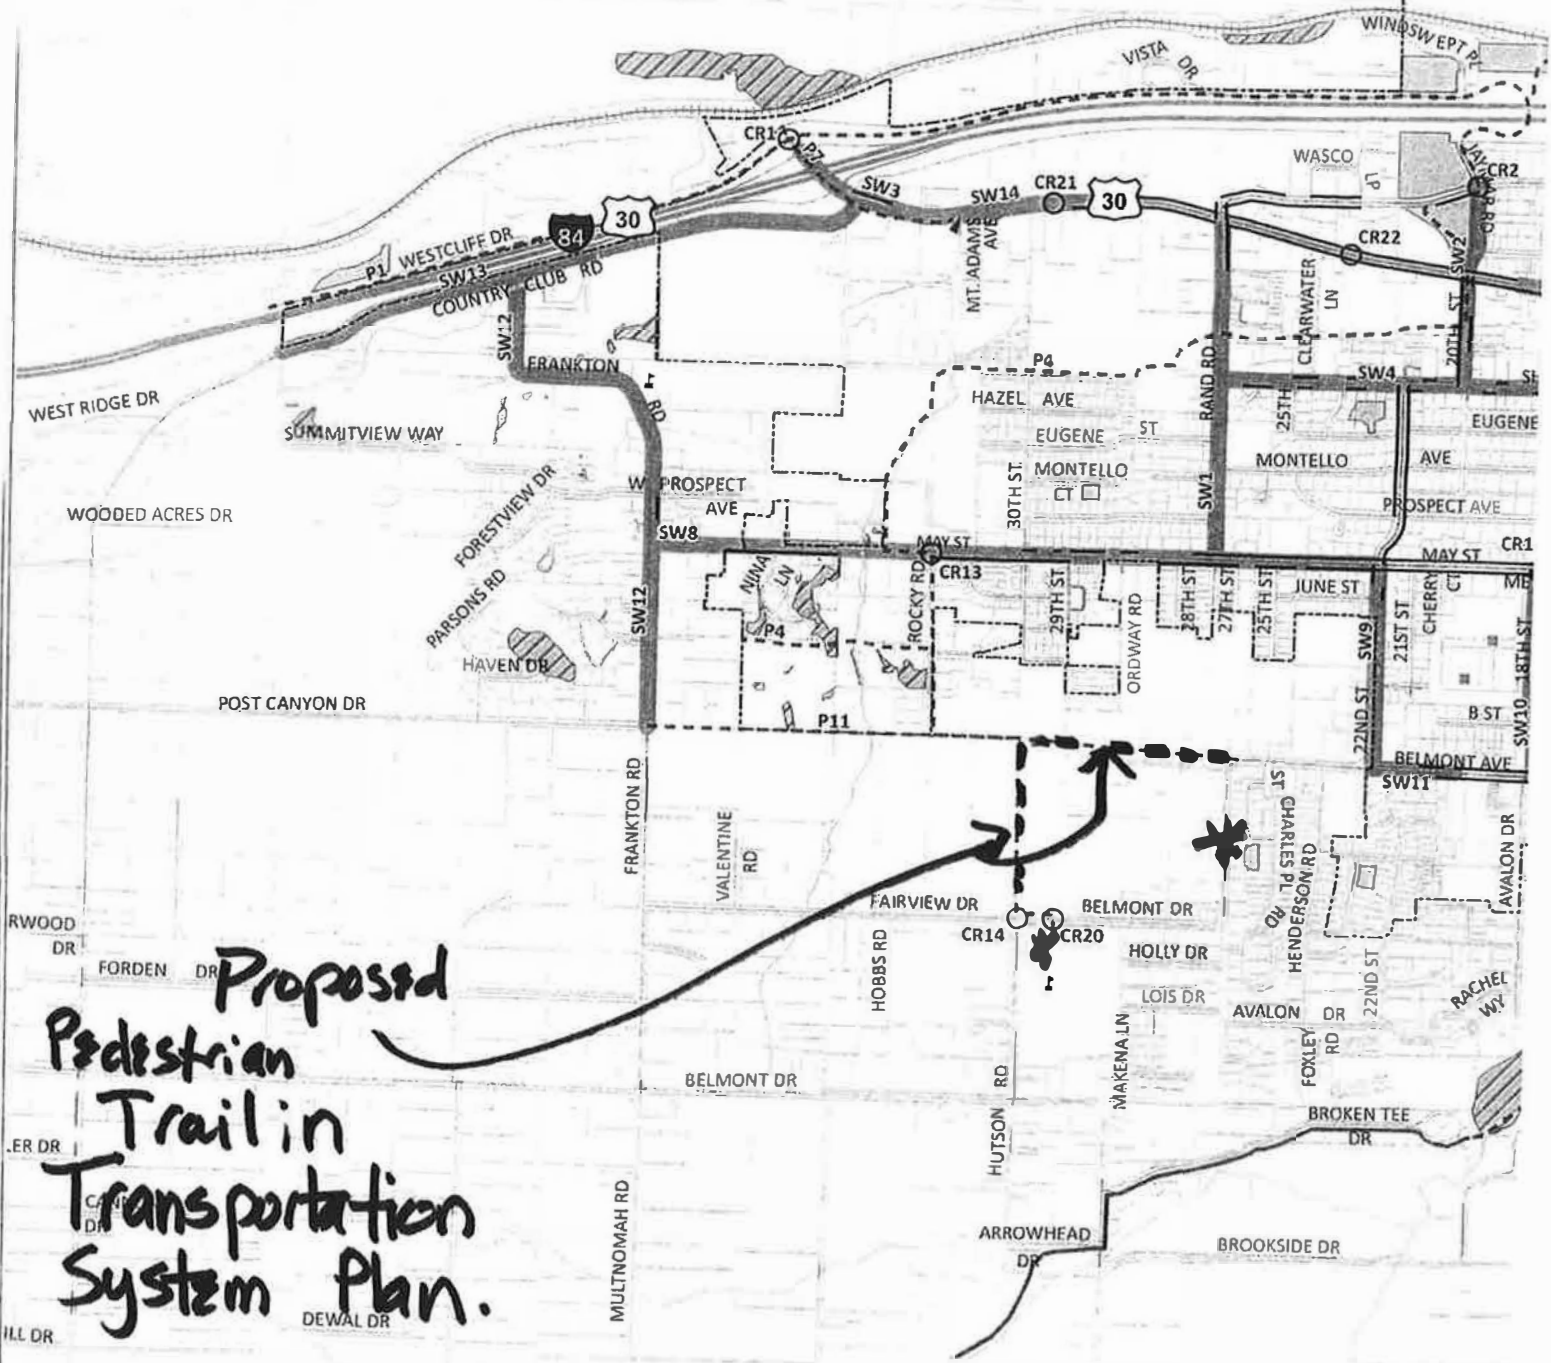 WINDSWEPT PL
VISTA DR
CR12
P7
WASCO LP
JAYMAR RD
CR2
SW3
SW14
CR21
30
30
84
MT. ADAMS AVE
CR22
SW2
P1
WESTCLIFF DR
SW13
COUNTRY CLUB RD
SW12
CLEARWATER LN
20TH ST
FRANKTON RD
P4
RAND RD
SW4
25TH
WEST RIDGE DR
HAZEL AVE
EUGENE ST
EUGENE
SUMMITVIEW WAY
MONTELLO CT
MONTELLO AVE
30TH ST.
SW1
W PROSPECT AVE
PROSPECT AVE
WOODED ACRES DR
FORESTVIEW DR
SW8
MAY ST
MAY ST
CR1
CR13
NINA LN
ROCKY RD
PARSONS RD
SW12
29TH ST
ORDWAY RD
28TH ST
27TH ST
25TH ST
JUNE ST
SW9
21ST ST
CHERRY CT
18TH ST
P4
HAVEN DR
POST CANYON DR
P11
22ND ST
B ST
SW10
BELMONT AVE
SW11
FRANKTON RD
VALENTINE RD
ST CHARLES PL
HENDERSON RD
RD
AVALON DR
FAIRVIEW DR
BELMONT DR
CR14
CR20
RWOOD DR
HOLLY DR
FORDEN DR
HOBBS RD
LOIS DR
AVALON DR
22ND ST
RACHEL WY
FOXLEY RD
MAKENA LN
BELMONT DR
HUTSON RD
BROKEN TEE DR
.ER DR
MULTNOMAH RD
ARROWHEAD DR
BROOKSIDE DR
DEWAL DR
ILL DR
Proposed
Pedestrian
Trail in
Transportation
System Plan.